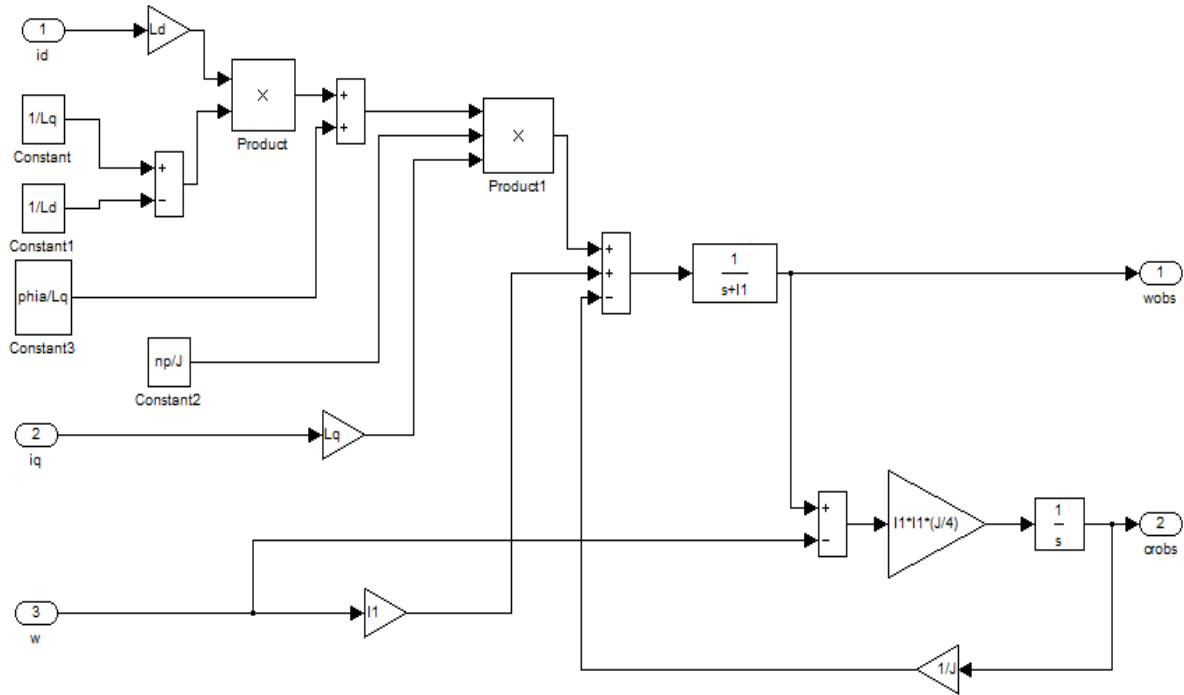 1
id
Ld
1/Lq
Constant
+
−
1/Ld
Constant1
X
Product
+
+
phia/Lq
Constant3
np/J
Constant2
X
Product1
2
iq
Lq
+
+
−
1
s+l1
1
wobs
3
w
l1
+
−
l1*l1*(J/4)
1
s
2
crobs
1/J